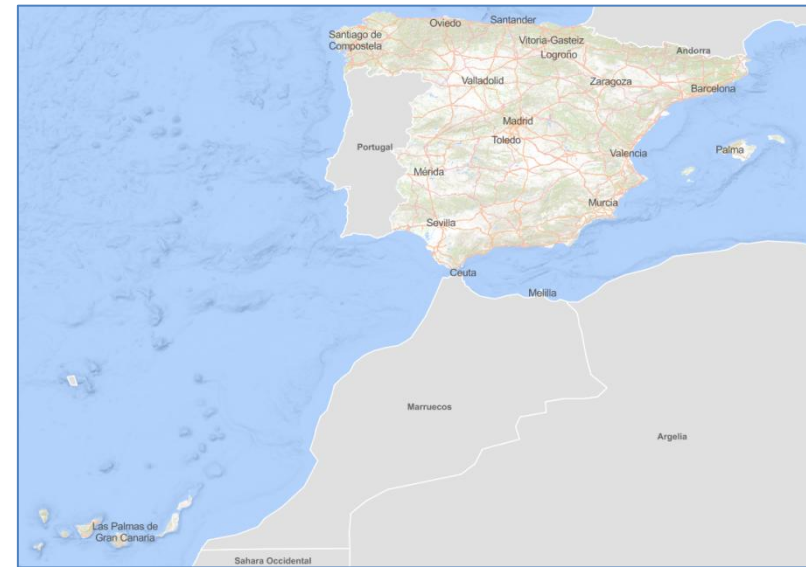 Oviedo
Santander
Santiago de
Compostela
Vitoria-Gasteiz
Logroño
Andorra
Valladolid
Zaragoza
Barcelona
Madrid
Toledo
Portugal
Valencia
Palma
Mérida
Murcia
Sevilla
Ceuta
Melilla
Marruecos
Argelia
Las Palmas de
Gran Canaria
Sahara Occidental